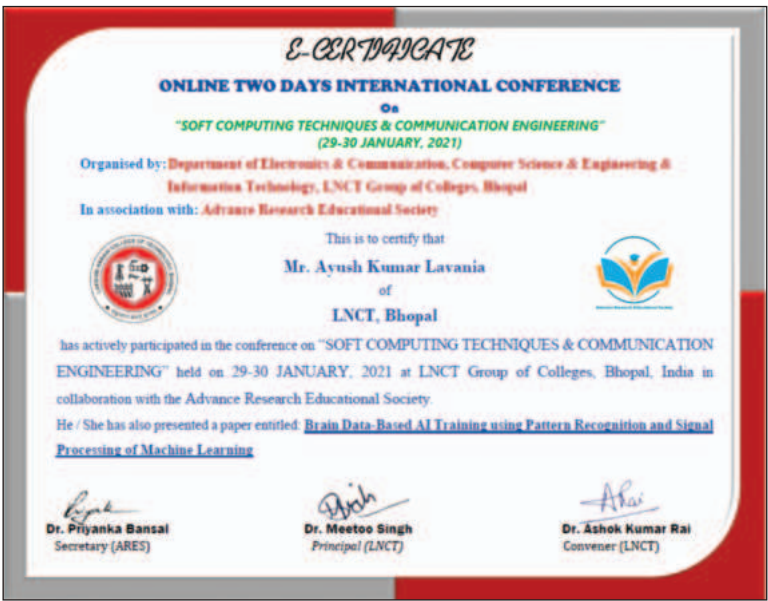 E-CERTIFICATE
ONLINE TWO DAYS INTERNATIONAL CONFERENCE
On
"SOFT COMPUTING TECHNIQUES & COMMUNICATION ENGINEERING"
(29-30 JANUARY, 2021)
Organised by: Department of Electronics & Communication, Computer Science & Engineering &
Information Technology, LNCT Group of Colleges, Bhopal
In association with: Advance Research Educational Society
This is to certify that
Mr. Ayush Kumar Lavania
of
LNCT, Bhopal
has actively participated in the conference on "SOFT COMPUTING TECHNIQUES & COMMUNICATION
ENGINEERING" held on 29-30 JANUARY, 2021 at LNCT Group of Colleges, Bhopal, India in
collaboration with the Advance Research Educational Society.
He / She has also presented a paper entitled: Brain Data-Based AI Training using Pattern Recognition and Signal
Processing of Machine Learning
Dr. Priyanka Bansal
Secretary (ARES)
Dr. Meetoo Singh
Principal (LNCT)
Dr. Ashok Kumar Rai
Convener (LNCT)